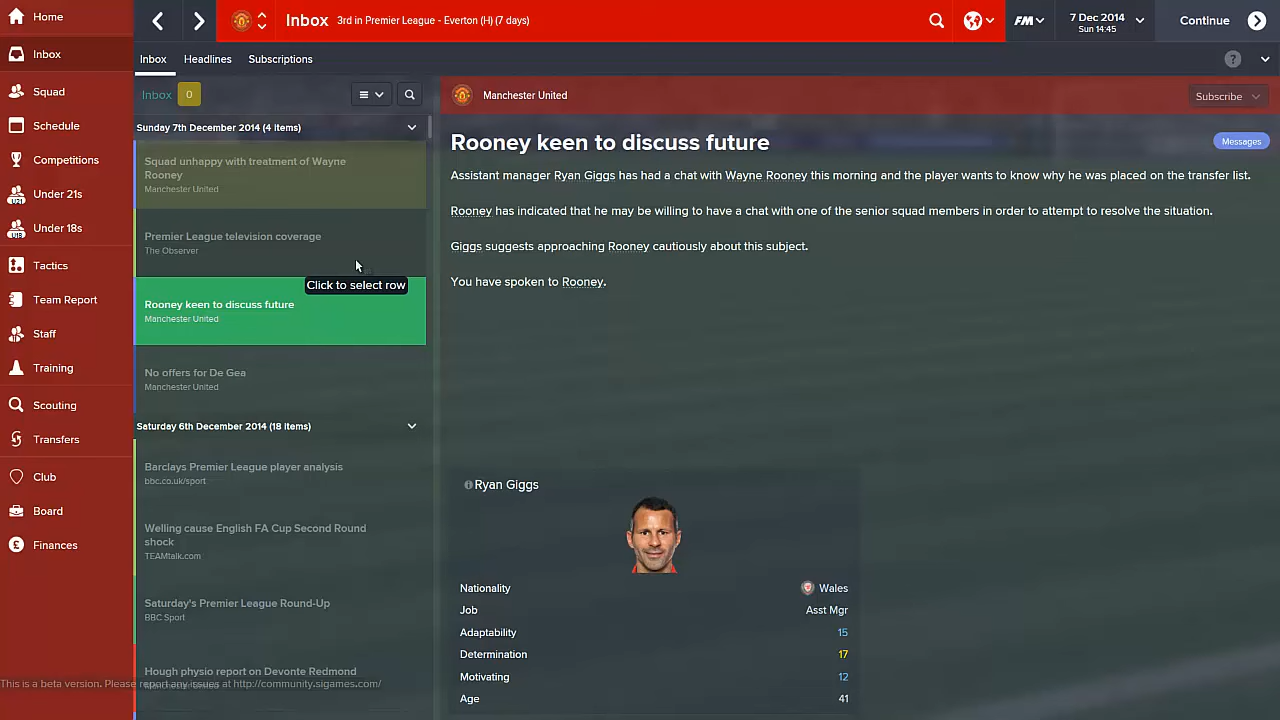 Home
Inbox
Squad
Schedule
Competitions
Under 21s
Under 18s
Tactics
Team Report
Staff
Training
Scouting
Transfers
Club
Board
Finances
This is a beta version. Please report any issues at http://community.sigames.com/
Inbox 3rd in Premier League - Everton (H) (7 days)
FM
7 Dec 2014
Sun 14:45
Continue
Inbox Headlines Subscriptions
?
Inbox 0
Sunday 7th December 2014 (4 Items)
Squad unhappy with treatment of Wayne
Rooney
Manchester United
Premier League television coverage
The Observer
Click to select row
Rooney keen to discuss future
Manchester United
No offers for De Gea
Manchester United
Saturday 6th December 2014 (18 Items)
Barclays Premier League player analysis
bbc.co.uk/sport
Welling cause English FA Cup Second Round
shock
TEAMtalk.com
Saturday's Premier League Round-Up
BBC Sport
Hough physio report on Devonte Redmond
Manchester United
Manchester United
Subscribe
Rooney keen to discuss future
Messages
Assistant manager Ryan Giggs has had a chat with Wayne Rooney this morning and the player wants to know why he was placed on the transfer list.
Rooney has indicated that he may be willing to have a chat with one of the senior squad members in order to attempt to resolve the situation.
Giggs suggests approaching Rooney cautiously about this subject.
You have spoken to Rooney.
Ryan Giggs
Nationality Wales
Job Asst Mgr
Adaptability 15
Determination 17
Motivating 12
Age 41